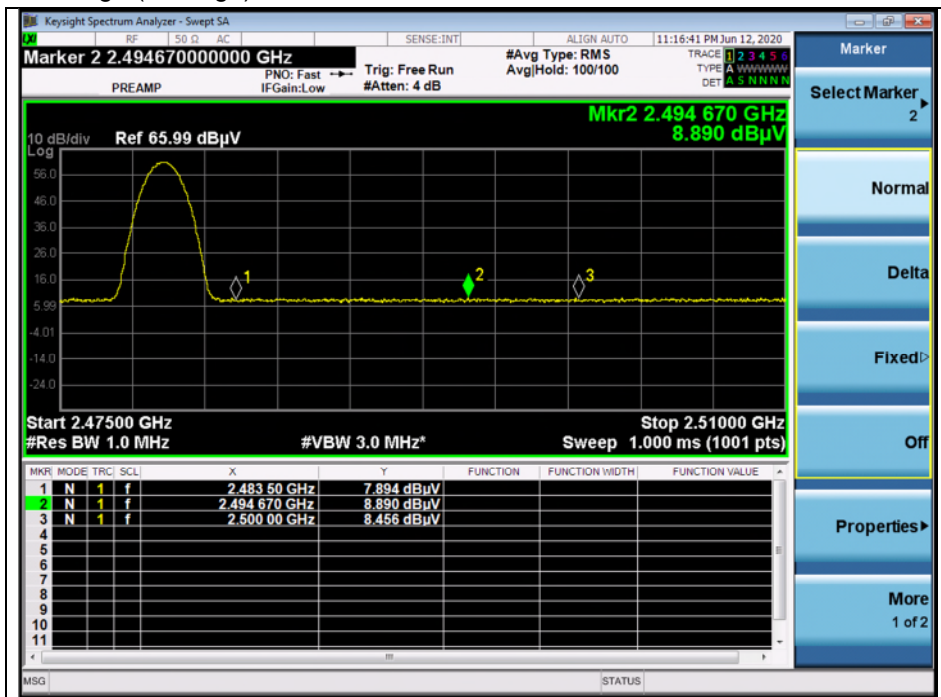 Keysight Spectrum Analyzer - Swept SA
LXI RF 50 Ω AC SENSE:INT ALIGN AUTO 11:16:41 PM Jun 12, 2020
Marker 2 2.494670000000 GHz
PREAMP
PNO: Fast
IFGain:Low
Trig: Free Run
#Atten: 4 dB
#Avg Type: RMS
Avg|Hold: 100/100
TRACE 1 2 3 4 5 6
TYPE A WWWWW
DET A S N N N N
Mkr2 2.494 670 GHz
8.890 dBµV
10 dB/div Ref 65.99 dBµV
Log
56.0
46.0
36.0
26.0
16.0
5.99
-4.01
-14.0
-24.0
1
2
3
Start 2.47500 GHz Stop 2.51000 GHz
#Res BW 1.0 MHz #VBW 3.0 MHz* Sweep 1.000 ms (1001 pts)
MKR MODE TRC SCL X Y FUNCTION FUNCTION WIDTH FUNCTION VALUE
1 N 1 f 2.483 50 GHz 7.894 dBµV
2 N 1 f 2.494 670 GHz 8.890 dBµV
3 N 1 f 2.500 00 GHz 8.456 dBµV
4
5
6
7
8
9
10
11
MSG STATUS
Marker
Select Marker
2
Normal
Delta
Fixed
Off
Properties
More
1 of 2